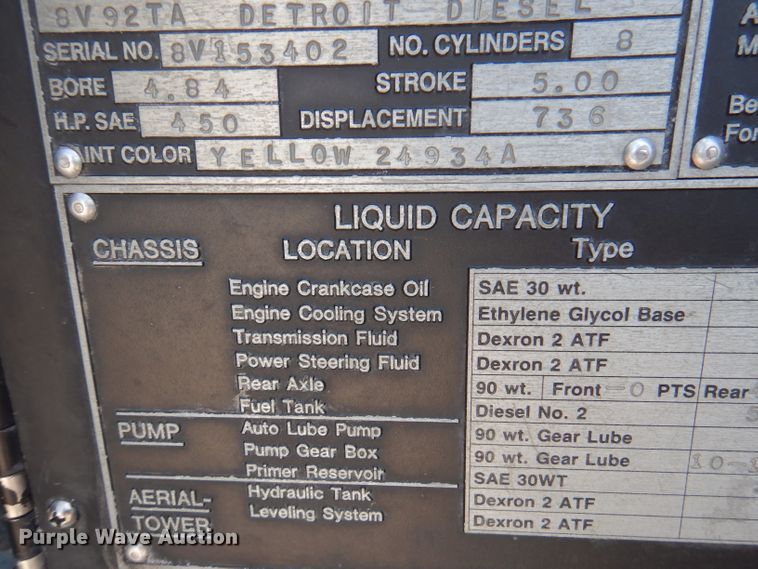 8V92TA DETROIT DIESEL
SERIAL NO. 8V153402 NO. CYLINDERS 8
BORE 4.84 STROKE 5.00
H.P. SAE 450 DISPLACEMENT 736
AINT COLOR YELLOW 24934A
A
M
Be
For
LIQUID CAPACITY
CHASSIS LOCATION Type
Engine Crankcase Oil SAE 30 wt.
Engine Cooling System Ethylene Glycol Base
Transmission Fluid Dexron 2 ATF
Power Steering Fluid Dexron 2 ATF
Rear Axle 90 wt. Front -0 PTS Rear
Fuel Tank Diesel No. 2
PUMP Auto Lube Pump 90 wt. Gear Lube
Pump Gear Box 90 wt. Gear Lube 10-
Primer Reservoir SAE 30WT
AERIAL- Hydraulic Tank Dexron 2 ATF
TOWER Leveling System Dexron 2 ATF
Purple Wave Auction